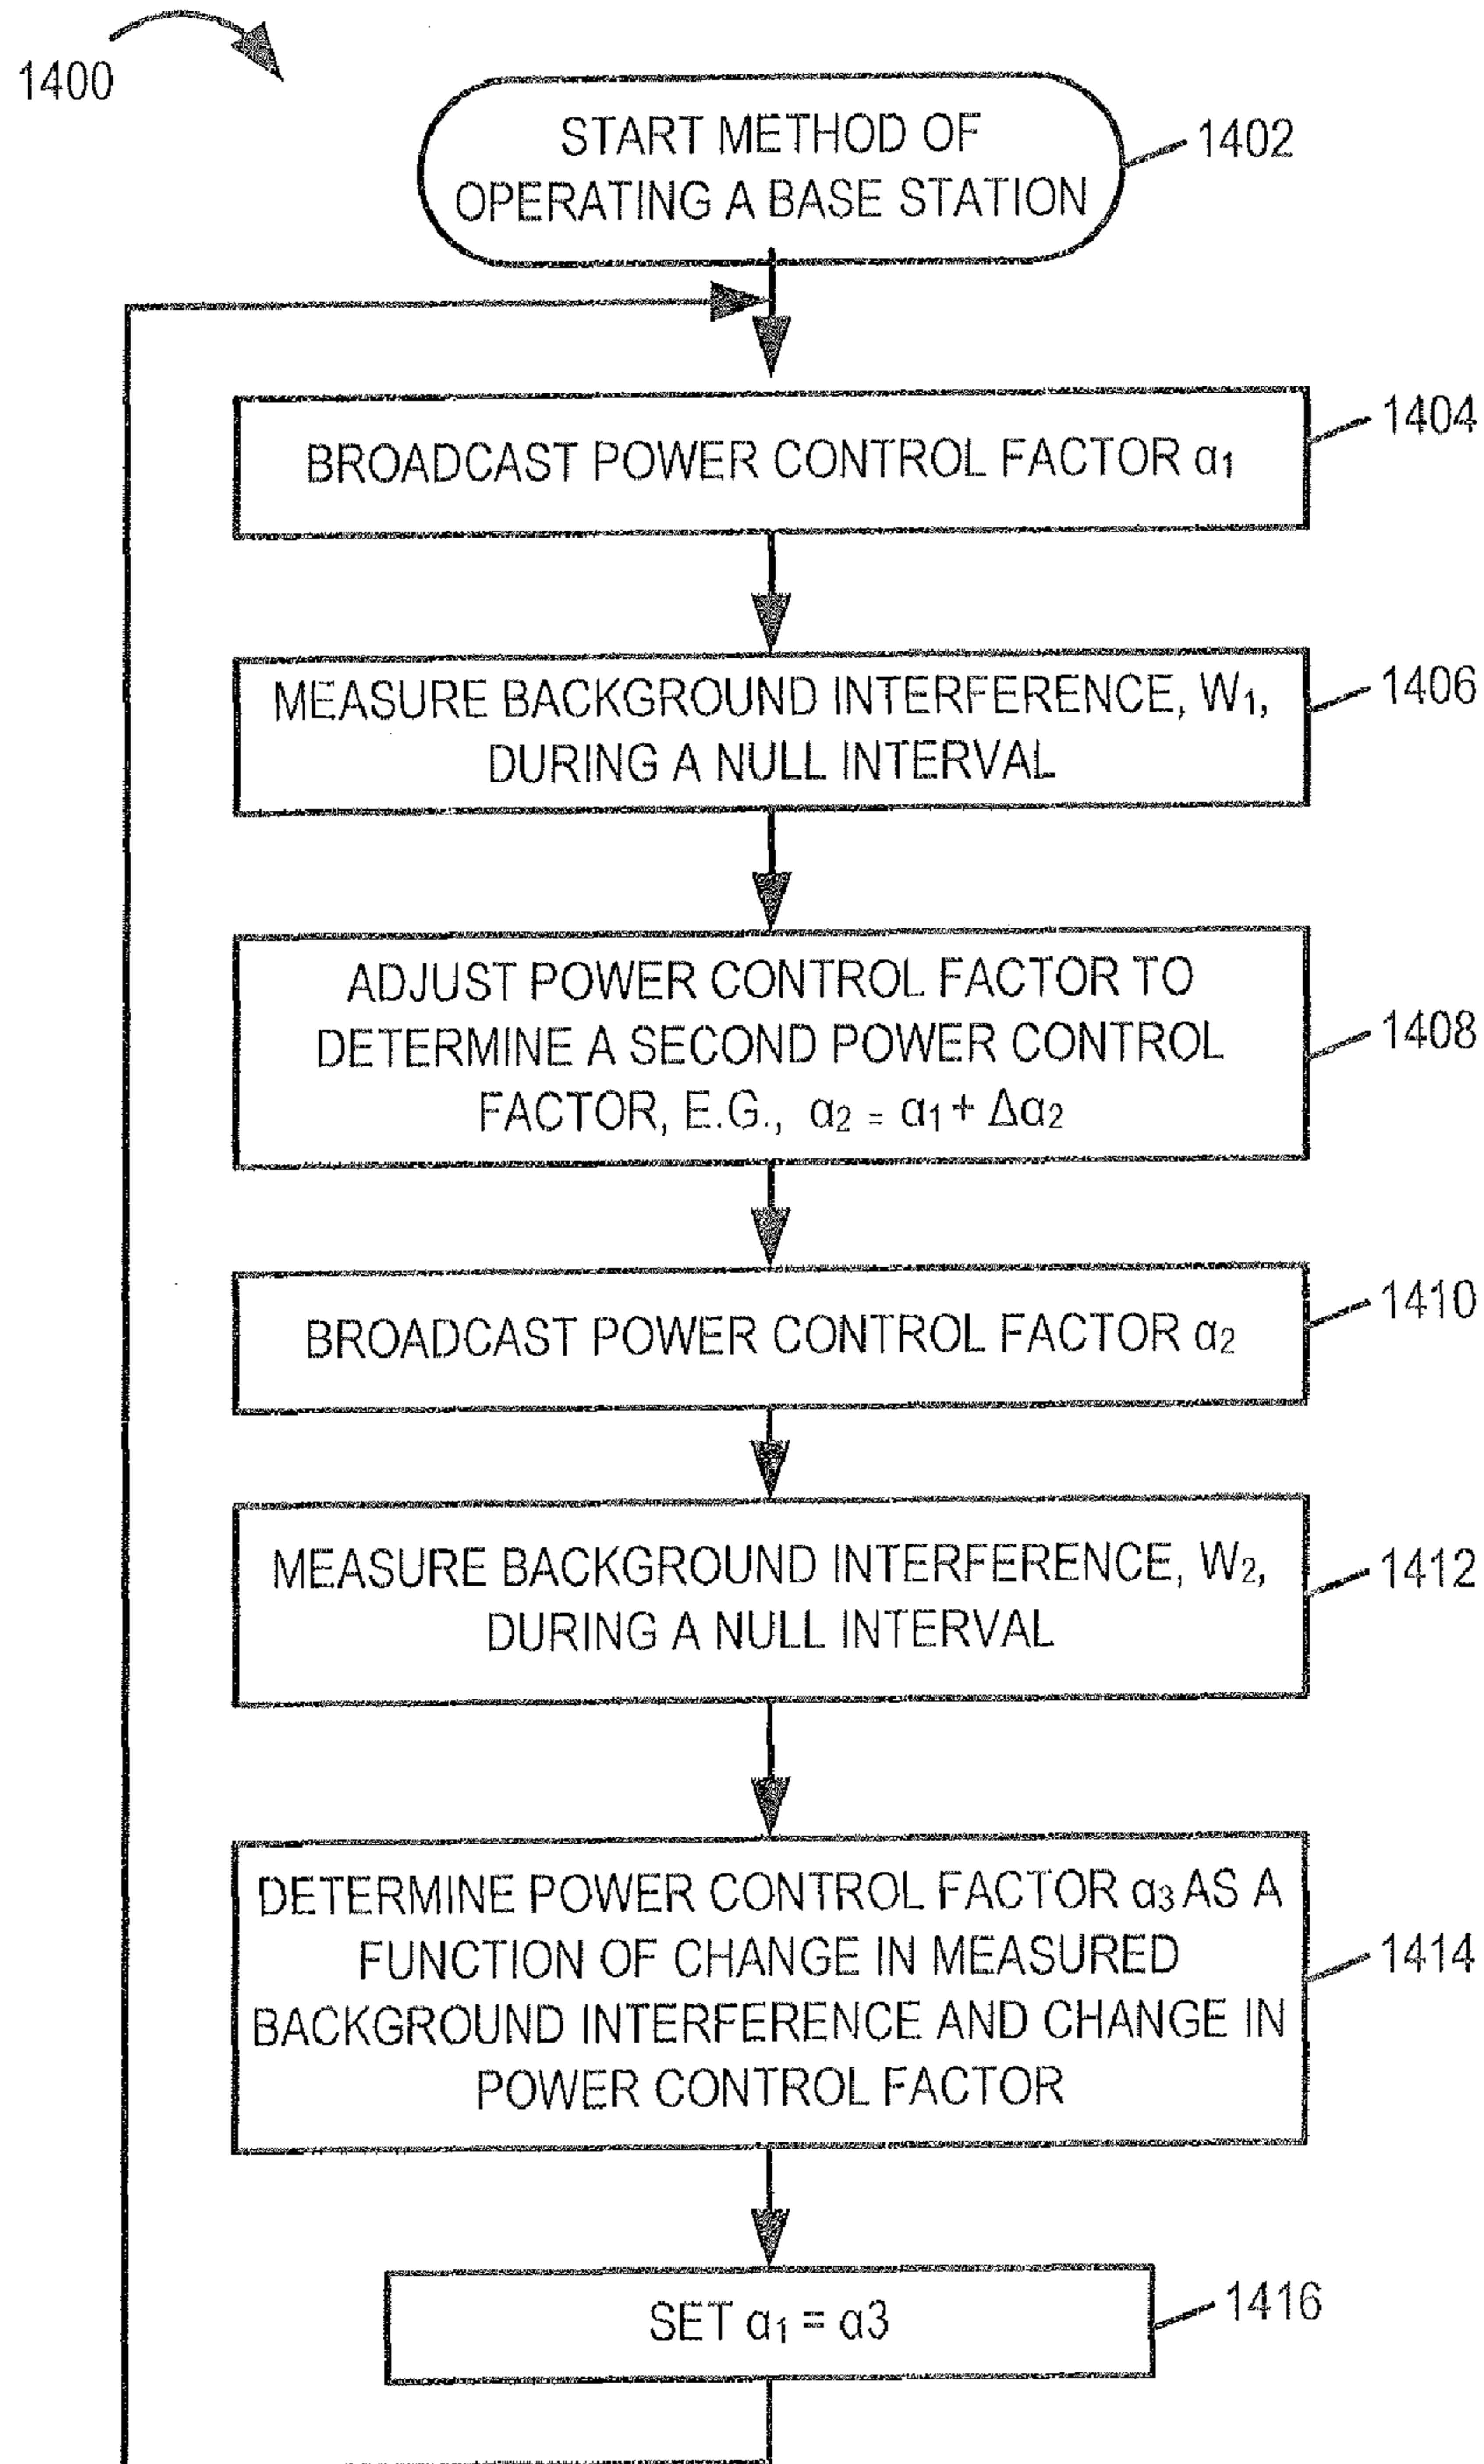 1400
START METHOD OF
OPERATING A BASE STATION
1402
BROADCAST POWER CONTROL FACTOR α1
1404
MEASURE BACKGROUND INTERFERENCE, W1,
DURING A NULL INTERVAL
1406
ADJUST POWER CONTROL FACTOR TO
DETERMINE A SECOND POWER CONTROL
FACTOR, E.G., α2 = α1 + Δα2
1408
BROADCAST POWER CONTROL FACTOR α2
1410
MEASURE BACKGROUND INTERFERENCE, W2,
DURING A NULL INTERVAL
1412
DETERMINE POWER CONTROL FACTOR α3 AS A
FUNCTION OF CHANGE IN MEASURED
BACKGROUND INTERFERENCE AND CHANGE IN
POWER CONTROL FACTOR
1414
SET α1 = α3
1416